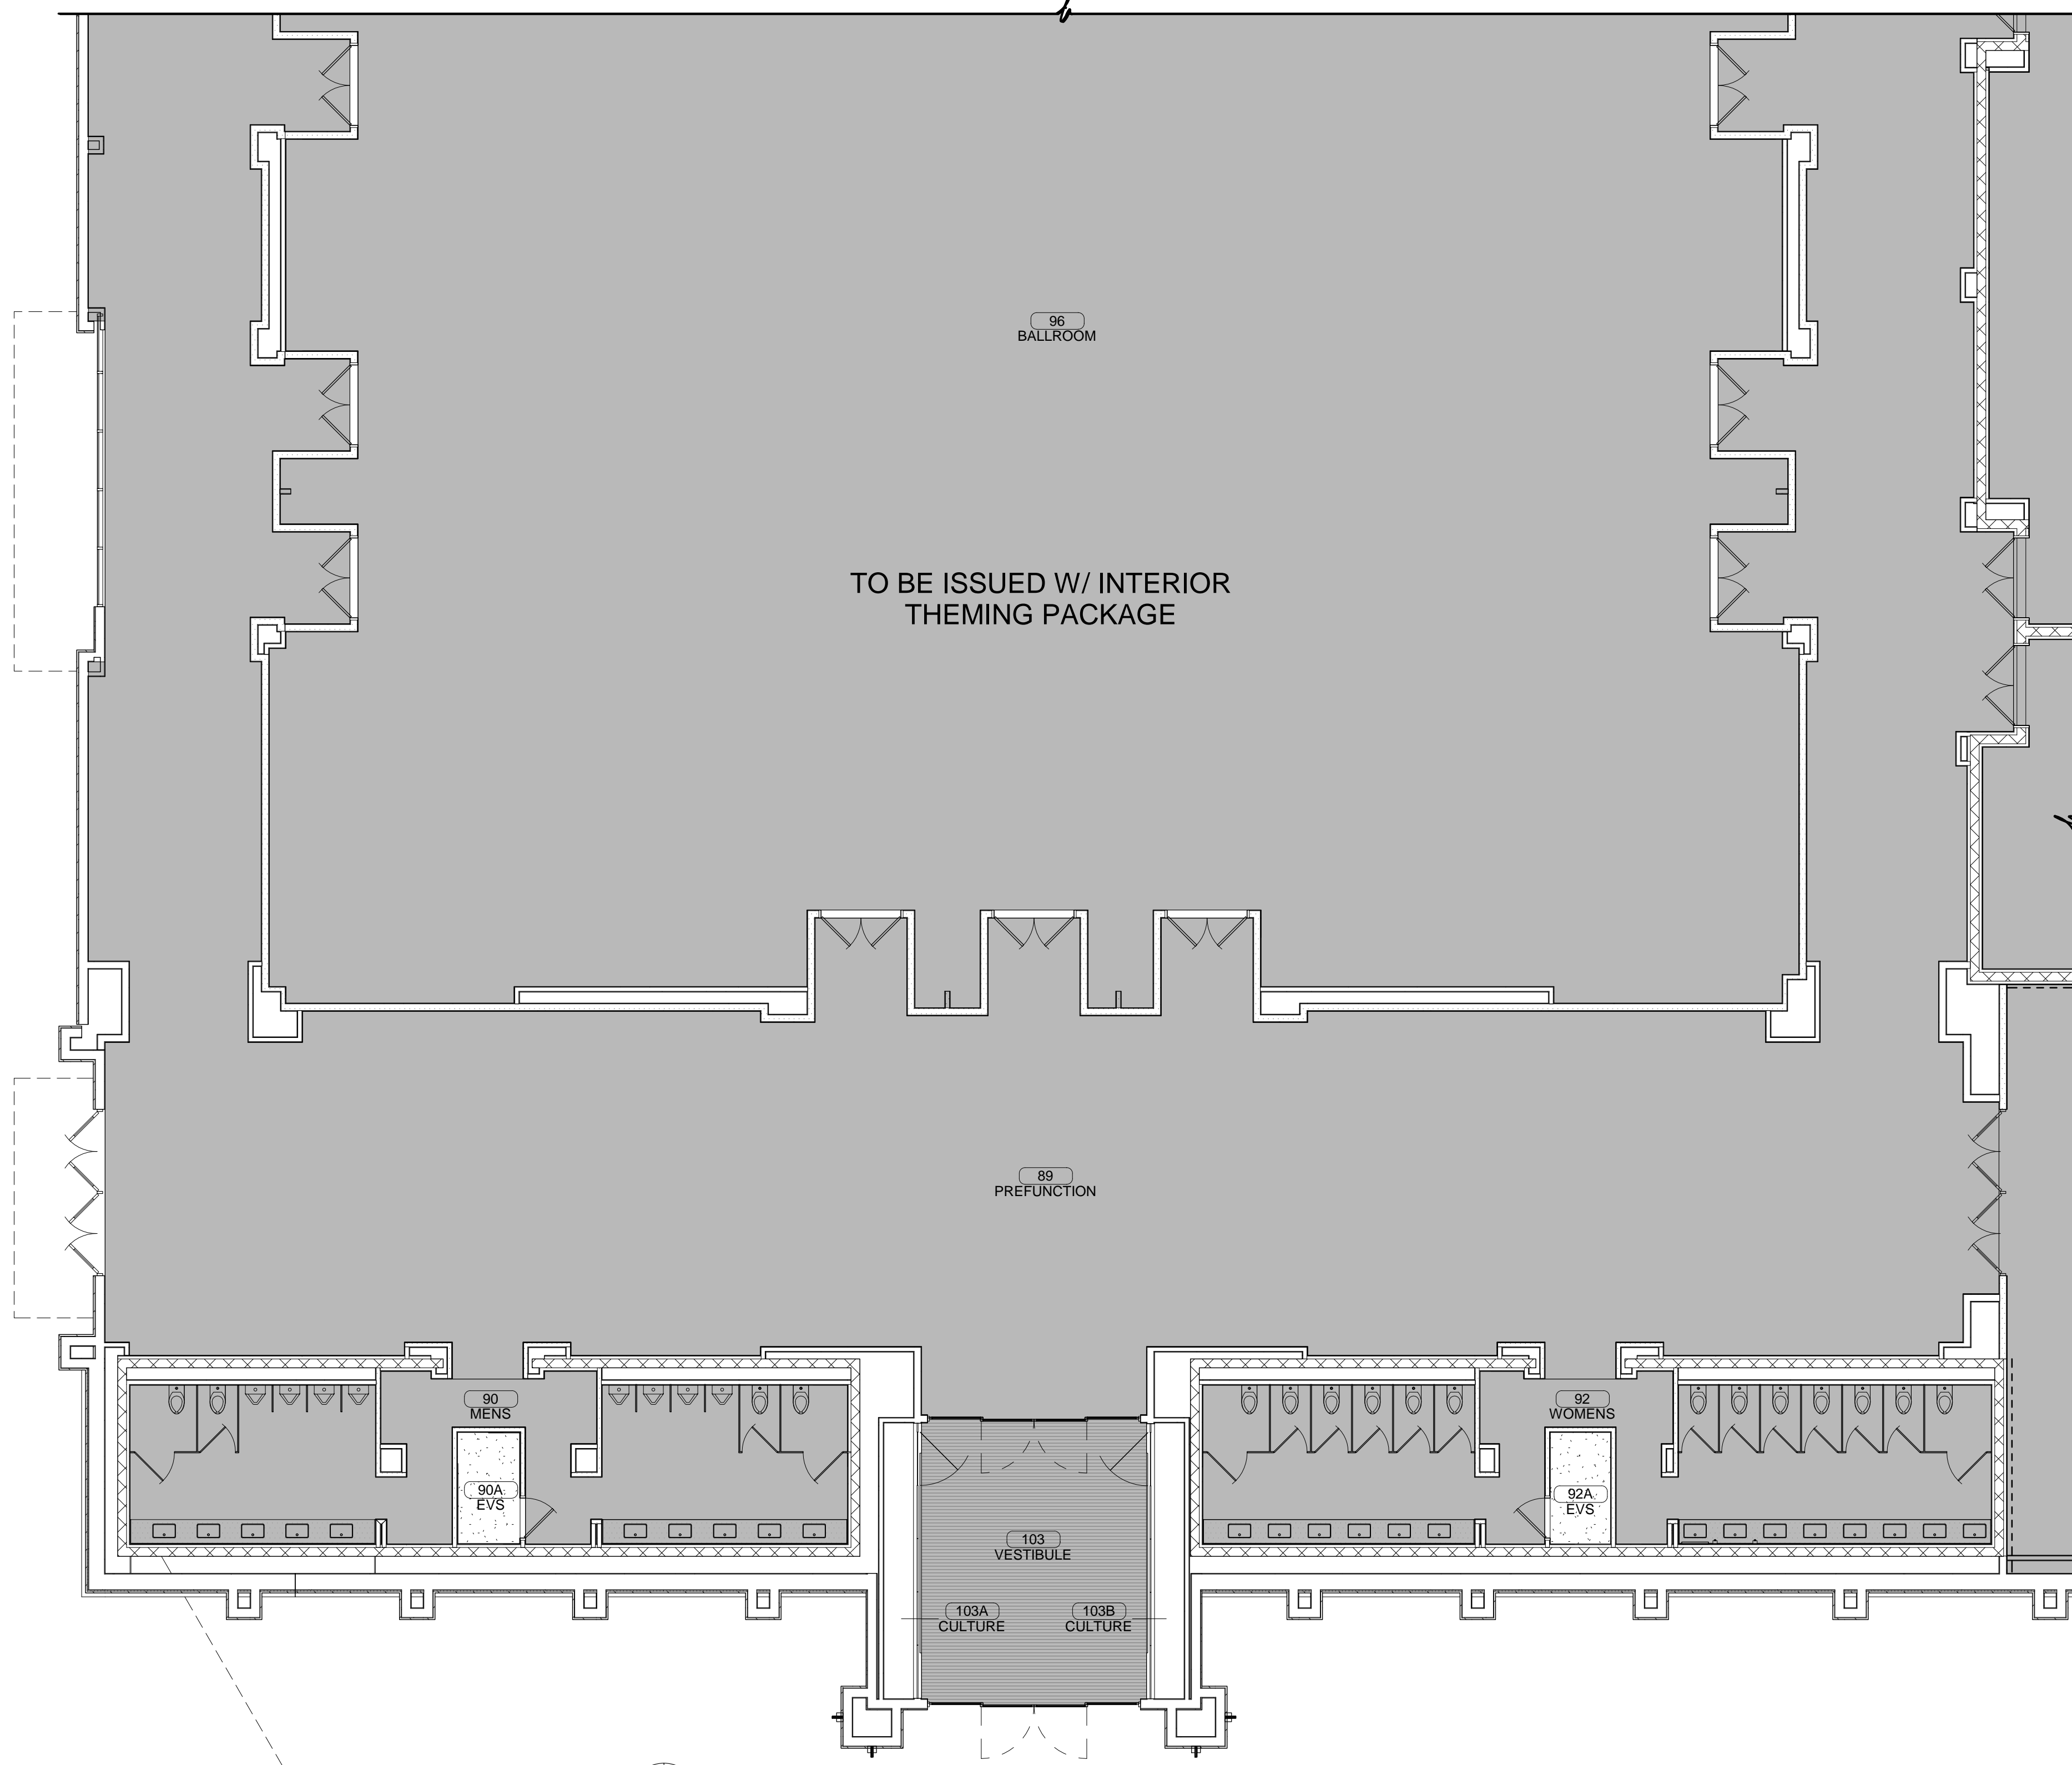 96
BALLROOM
TO BE ISSUED W/ INTERIOR
THEMING PACKAGE
89
PREFUNCTION
90
MENS
92
WOMENS
90A
EVS
92A
EVS
103
VESTIBULE
103A
CULTURE
103B
CULTURE